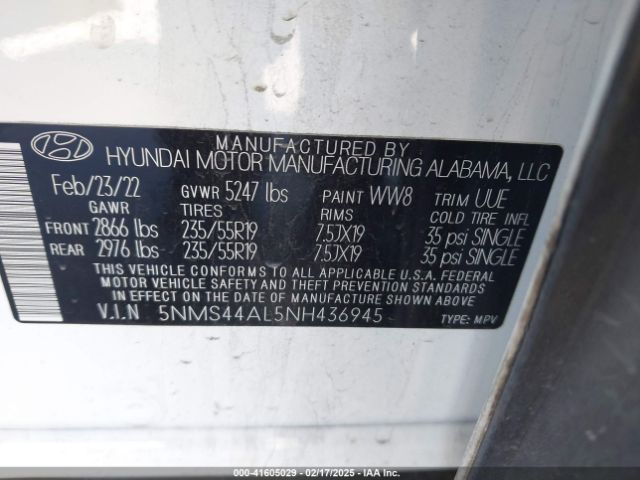 MANUFACTURED BY
HYUNDAI MOTOR MANUFACTURING ALABAMA, LLC
Feb/23/22 GVWR 5247 lbs PAINT WW8 TRIM UUE
GAWR TIRES RIMS COLD TIRE INFL
FRONT 2866 lbs 235/55R19 7.5JX19 35 psi SINGLE
REAR 2976 lbs 235/55R19 7.5JX19 35 psi SINGLE
THIS VEHICLE CONFORMS TO ALL APPLICABLE U.S.A. FEDERAL
MOTOR VEHICLE SAFETY AND THEFT PREVENTION STANDARDS IN
EFFECT ON THE DATE OF MANUFACTURE SHOWN ABOVE.
V.I.N 5NMS44AL5NH436945 TYPE: MPV
000-41605029 - 02/17/2025 - IAAI.COM